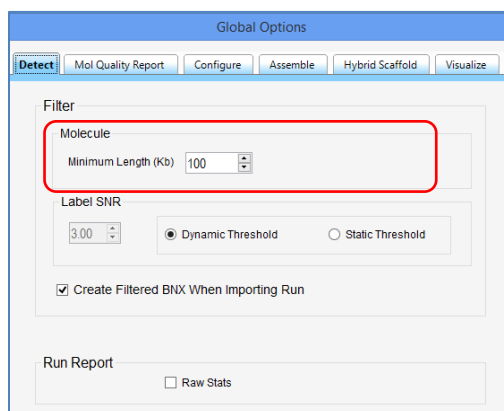 Global Options
Detect Mol Quality Report Configure Assemble Hybrid Scaffold Visualize
Filter
Molecule
Minimum Length (Kb) 100
Label SNR
3.00 Dynamic Threshold Static Threshold
Create Filtered BNX When Importing Run
Run Report
Raw Stats